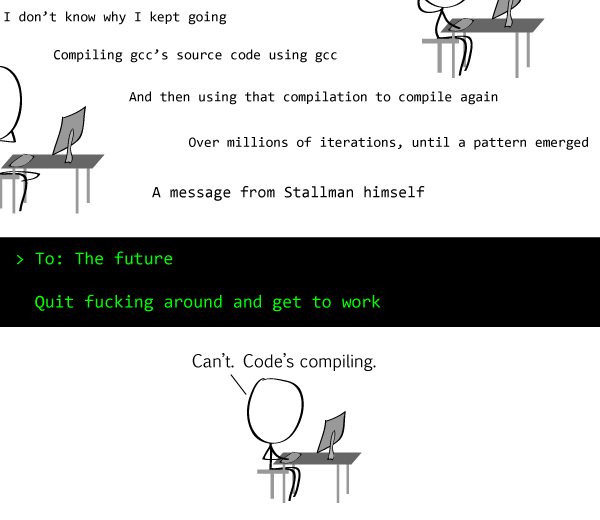 I don't know why I kept going
Compiling gcc's source code using gcc
And then using that compilation to compile again
Over millions of iterations, until a pattern emerged
A message from Stallman himself
> To: The future
Quit fucking around and get to work
Can't. Code's compiling.